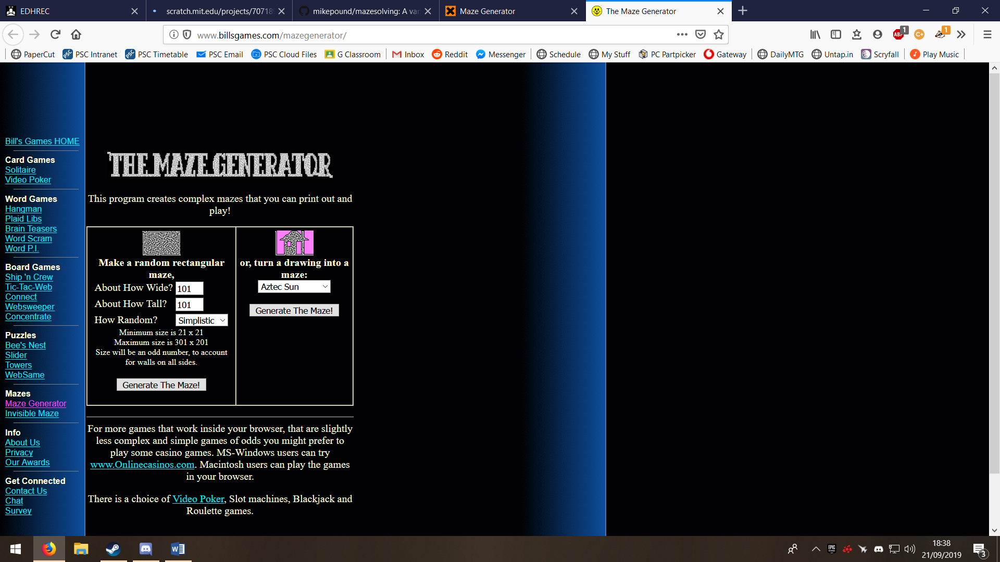 EDHREC
scratch.mit.edu/projects/70718
mikepound/mazesolving: A var
Maze Generator
The Maze Generator
www.billsgames.com/mazegenerator/
ABP
1
1
PaperCut
PSC Intranet
PSC Timetable
PSC Email
PSC Cloud Files
G Classroom
Inbox
Reddit
Messenger
Schedule
My Stuff
PC Partpicker
Gateway
DailyMTG
Untap.in
Scryfall
Play Music
Bill's Games HOME
Card Games
Solitaire
Video Poker
Word Games
Hangman
Plaid Libs
Brain Teasers
Word Scram
Word P.I.
Board Games
Ship 'n Crew
Tic-Tac-Web
Connect
Websweeper
Concentrate
Puzzles
Bee's Nest
Slider
Towers
WebSame
Mazes
Maze Generator
Invisible Maze
Info
About Us
Privacy
Our Awards
Get Connected
Contact Us
Chat
Survey
THE MAZE GENERATOR
This program creates complex mazes that you can print out and
play!
Make a random rectangular
maze,
About How Wide? 101
About How Tall? 101
How Random? Simplistic
Minimum size is 21 x 21
Maximum size is 301 x 201
Size will be an odd number, to account
for walls on all sides.
Generate The Maze!
or, turn a drawing into a
maze:
Aztec Sun
Generate The Maze!
For more games that work inside your browser, that are slightly
less complex and simple games of odds you might prefer to
play some casino games. MS-Windows users can try
www.Onlinecasinos.com. Macintosh users can play the games
in your browser.
There is a choice of Video Poker, Slot machines, Blackjack and
Roulette games.
EPIC
18:38
21/09/2019
3